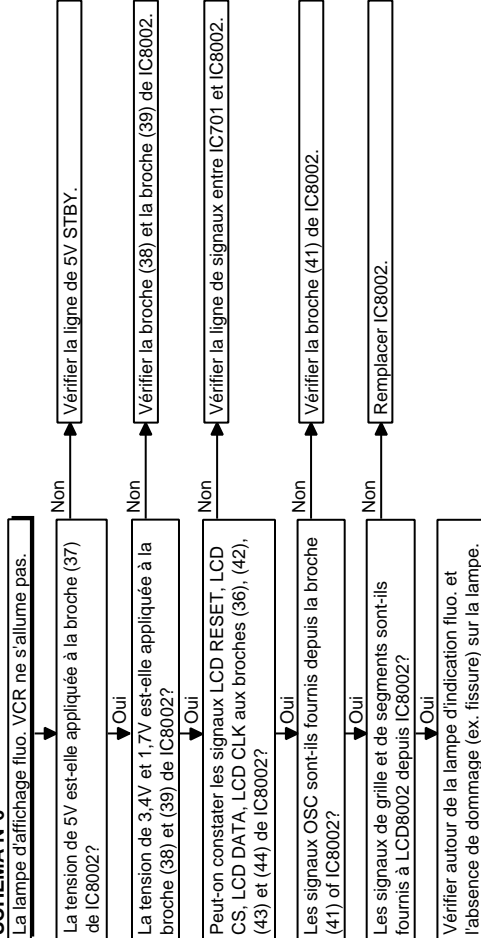 La lampe d'affichage fluo. VCR ne s'allume pas.
La tension de 5V est-elle appliquée à la broche (37)
de IC8002?
Non
Vérifier la ligne de 5V STBY.
Oui
La tension de 3,4V et 1,7V est-elle appliquée à la
broche (38) et (39) de IC8002?
Non
Vérifier la broche (38) et la broche (39) de IC8002.
Oui
Peut-on constater les signaux LCD RESET, LCD
CS, LCD DATA, LCD CLK aux broches (36), (42),
(43) et (44) de IC8002?
Non
Vérifier la ligne de signaux entre IC701 et IC8002.
Oui
Les signaux OSC sont-ils fournis depuis la broche
(41) of IC8002?
Non
Vérifier la broche (41) de IC8002.
Oui
Les signaux de grille et de segments sont-ils
fournis à LCD8002 depuis IC8002?
Non
Remplacer IC8002.
Oui
Vérifier autour de la lampe d'indication fluo. et
l'absence de dommage (ex. fissure) sur la lampe.